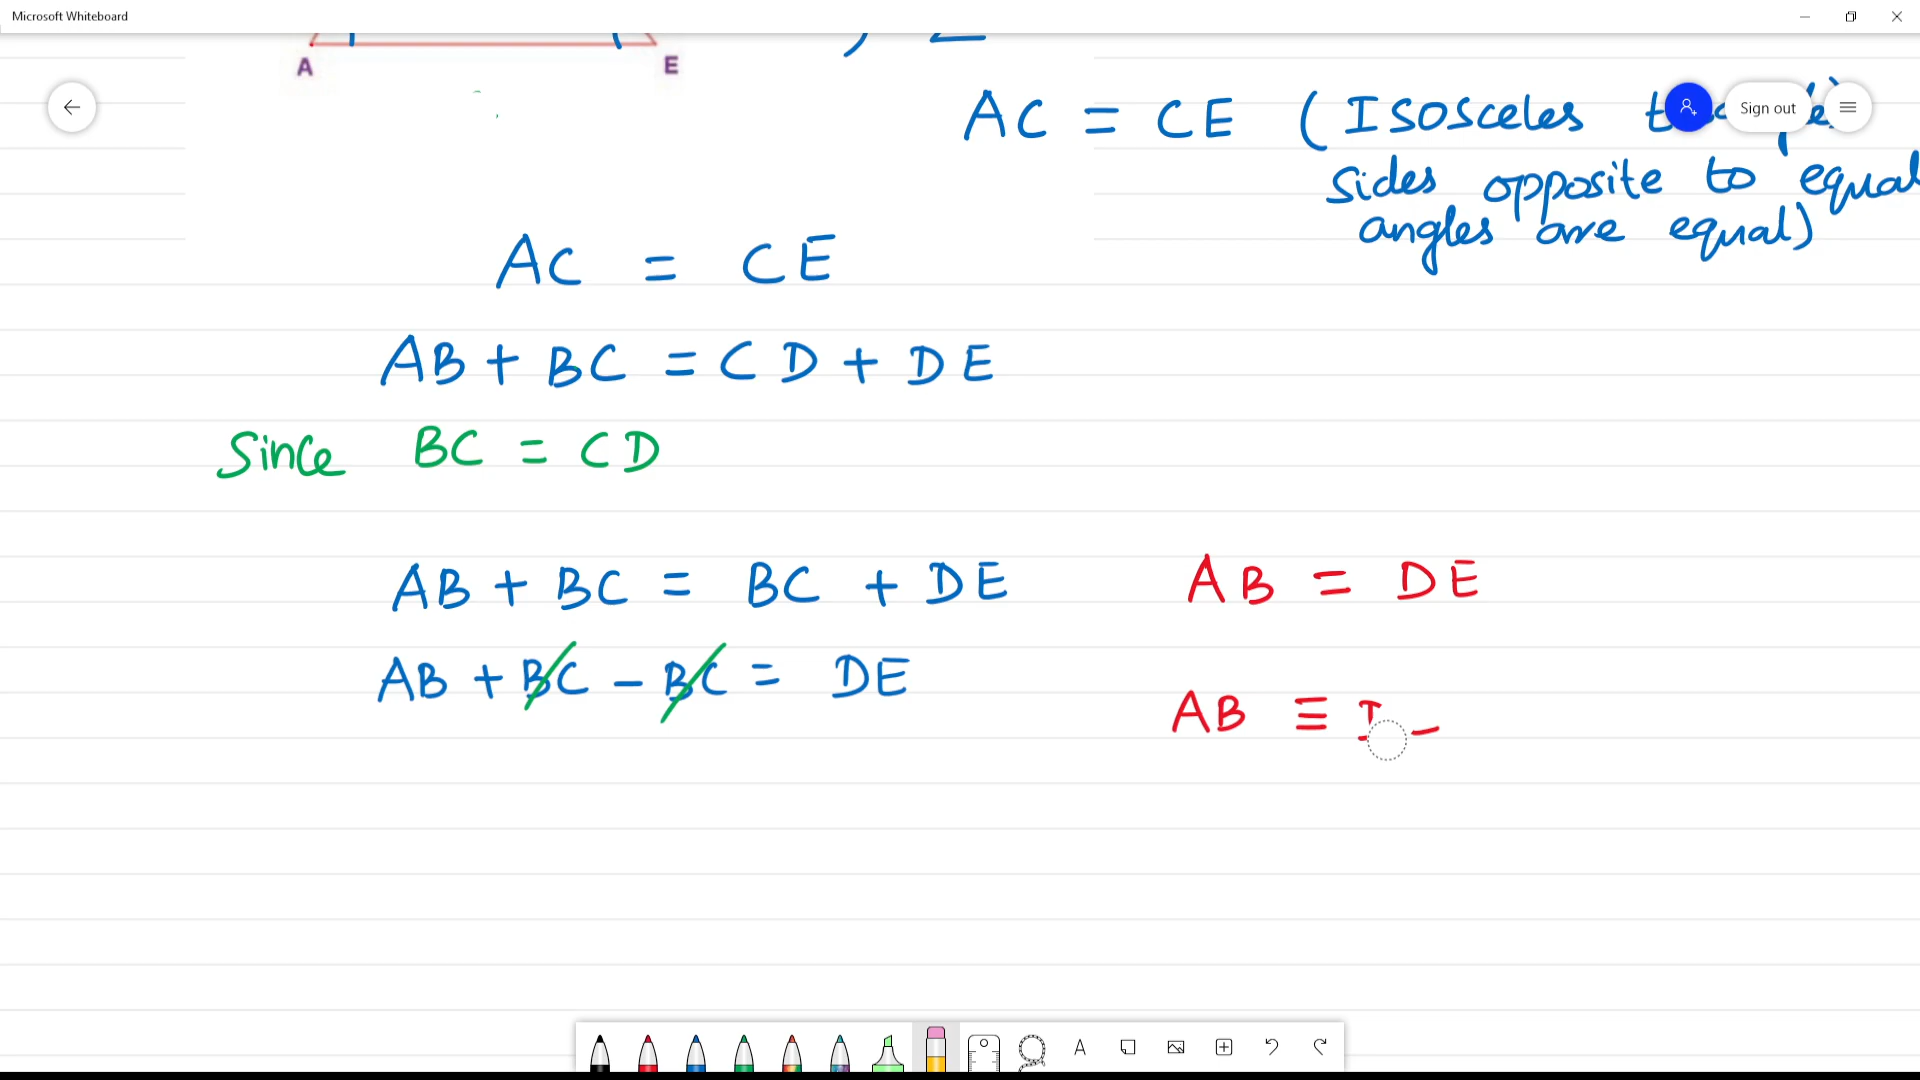 Microsoft Whiteboard
A E
AC = CE (Isosceles
Sign out
sides opposite to equal
angles are equal)
AC = CE
AB + BC = CD + DE
Since BC = CD
AB + BC = BC + DE
AB = DE
AB + BC - BC = DE
AB ≡
A